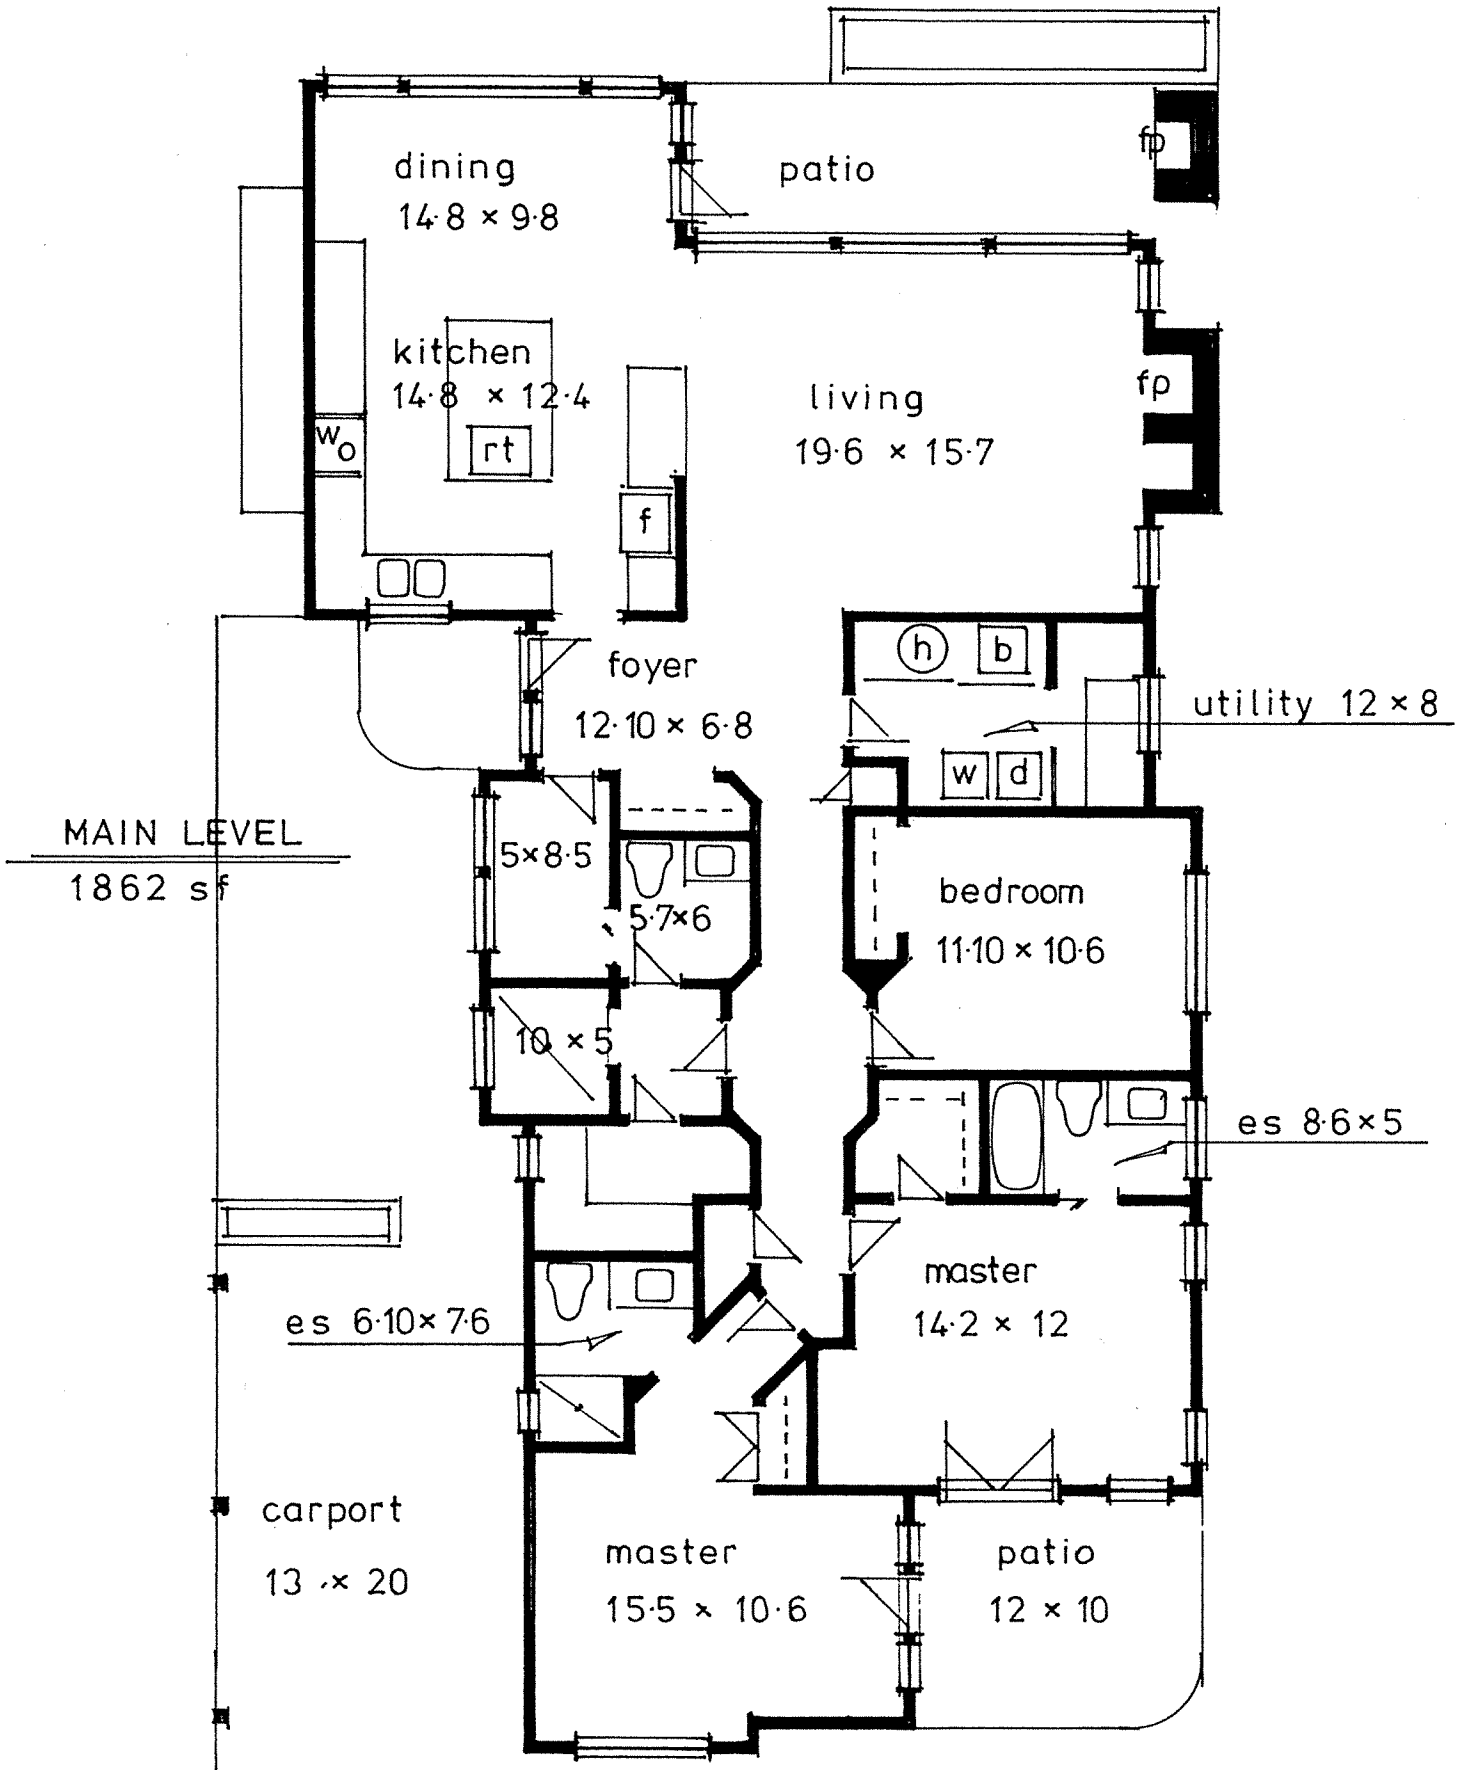 dining
14·8 × 9·8
patio
fp
kitchen
14·8 × 12·4
living
19·6 × 15·7
fp
wo
rt
f
foyer
12·10 × 6·8
h
b
utility 12 × 8
w
d
MAIN LEVEL
1862 sf
5×8·5
5·7×6
bedroom
11·10 × 10·6
10 × 5
es 8·6×5
master
14·2 × 12
es 6·10× 7·6
carport
13 × 20
master
15·5 × 10·6
patio
12 × 10